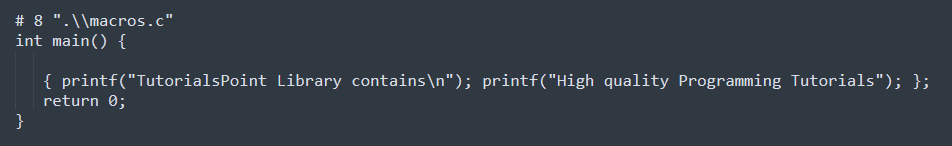 # 8 ".\\macros.c"
int main() {
{ printf("TutorialsPoint Library contains\n"); printf("High quality Programming Tutorials"); };
return 0;
}